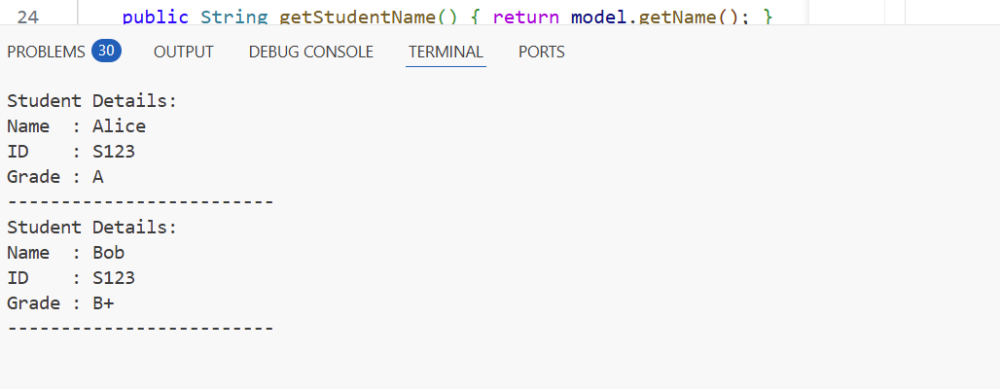 24 public String getStudentName() { return model.getName(); }
PROBLEMS 30 OUTPUT DEBUG CONSOLE TERMINAL PORTS
Student Details:
Name  : Alice
ID    : S123
Grade : A
-------------------------
Student Details:
Name  : Bob
ID    : S123
Grade : B+
-------------------------